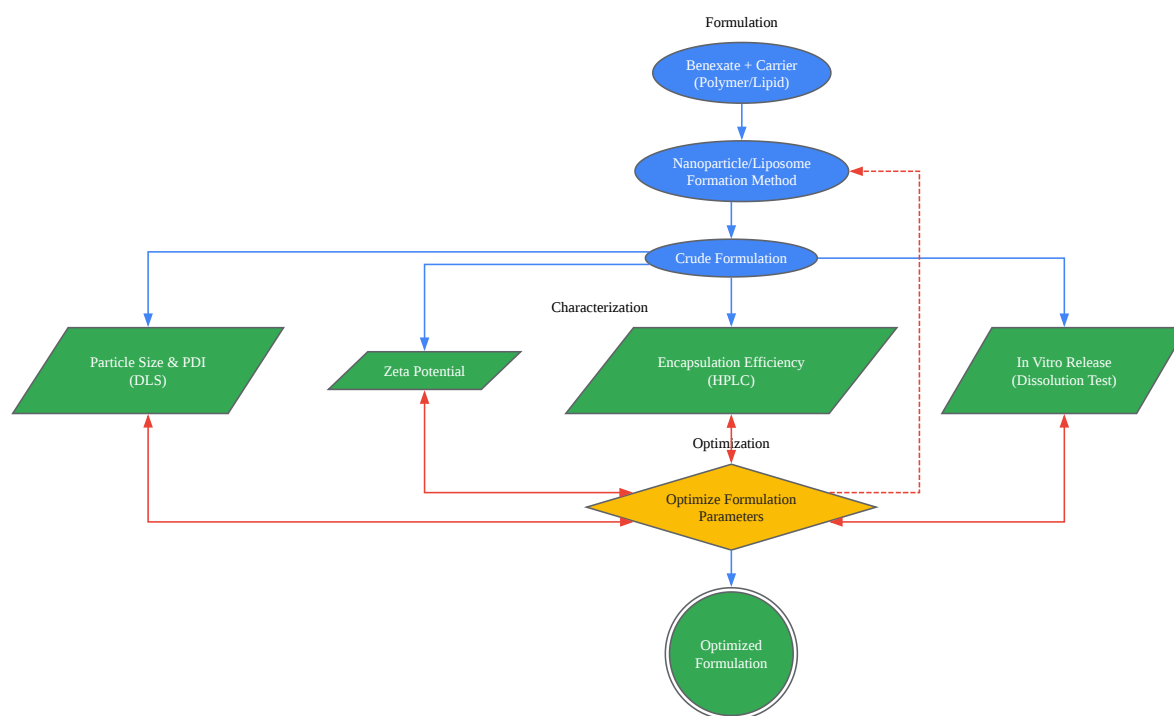 Formulation
Benexate + Carrier
(Polymer/Lipid)
Nanoparticle/Liposome
Formation Method
Crude Formulation
Characterization
Particle Size & PDI
(DLS)
Zeta Potential
Encapsulation Efficiency
(HPLC)
In Vitro Release
(Dissolution Test)
Optimization
Optimize Formulation
Parameters
Optimized
Formulation